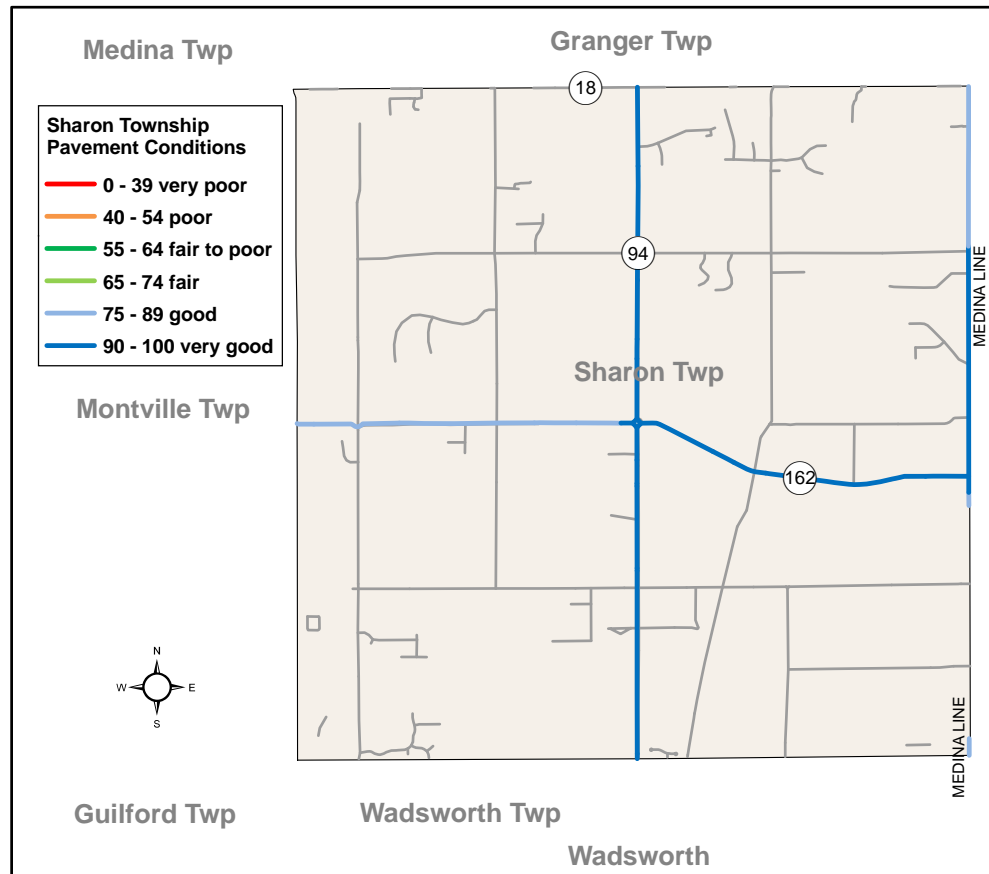 Medina Twp
Granger Twp
18
Sharon Township
Pavement Conditions
0 - 39 very poor
40 - 54 poor
55 - 64 fair to poor
65 - 74 fair
75 - 89 good
90 - 100 very good
94
MEDINA LINE
Sharon Twp
Montville Twp
162
N
W
E
S
MEDINA LINE
Guilford Twp
Wadsworth Twp
Wadsworth